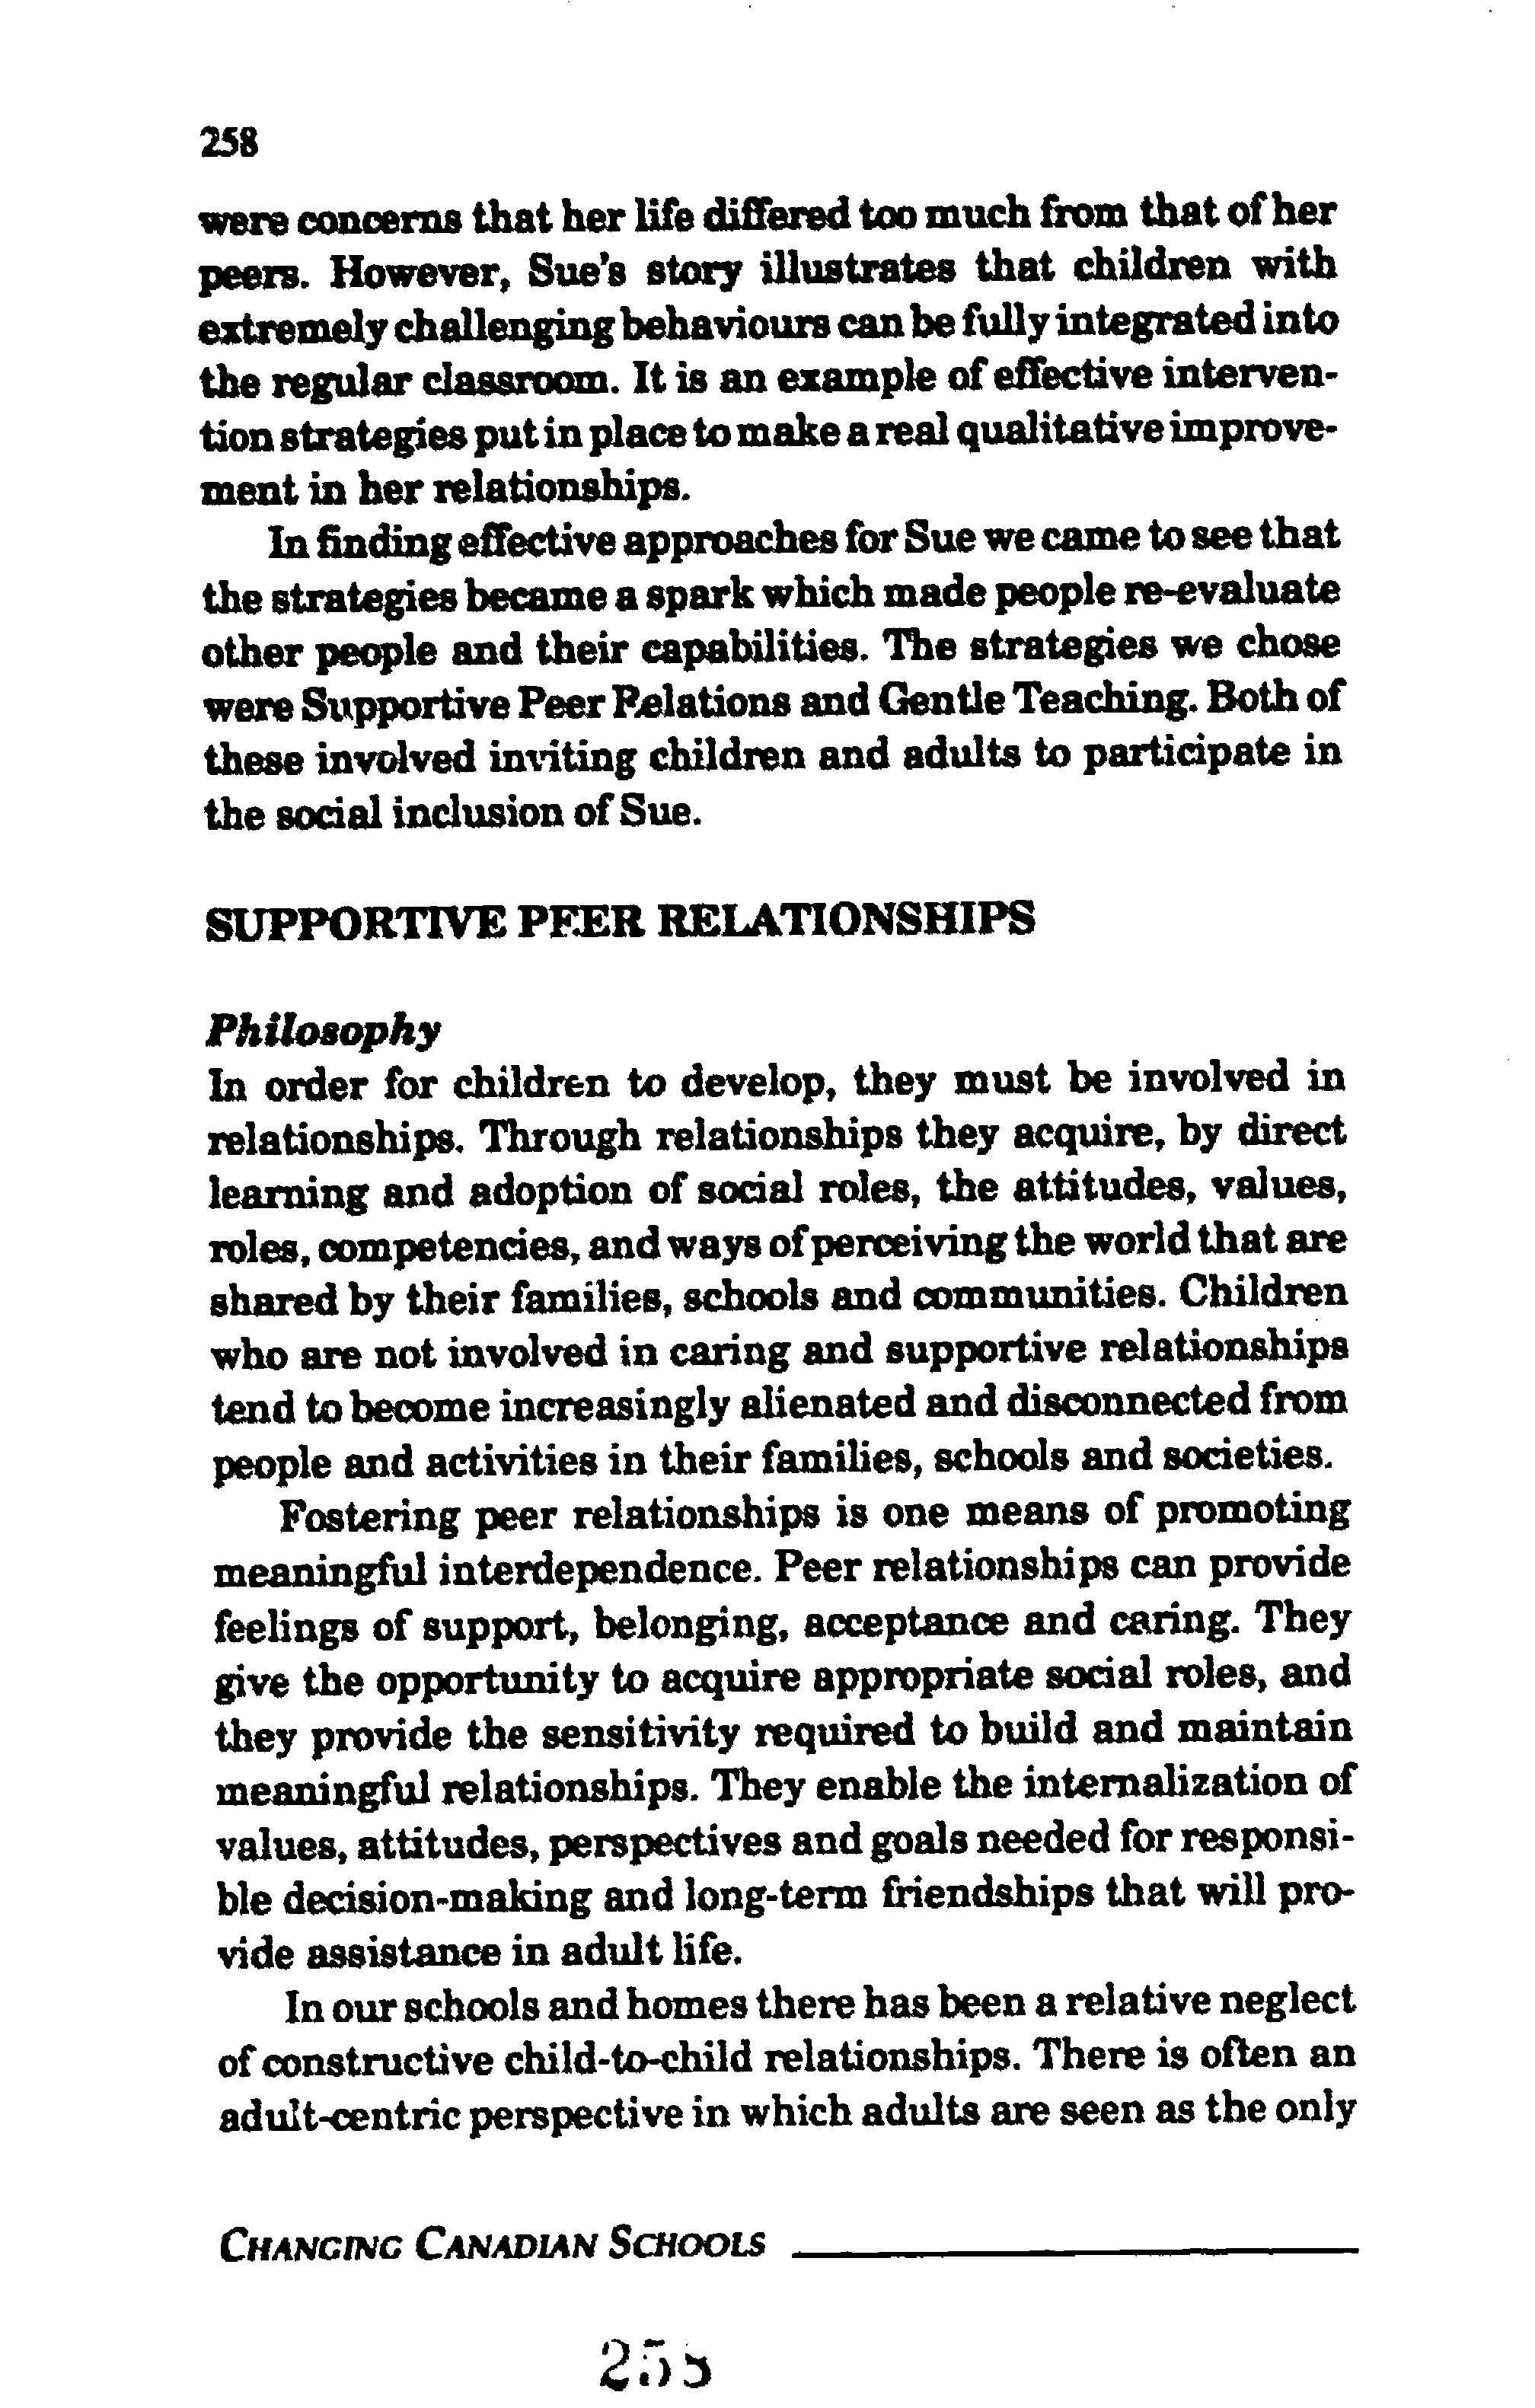 258
were concerns that her life differed too much from that of her
peers. However, Sue's story illustrates that children with
extremely challenging behaviours can be fully integrated into
the regular classroom. It is an example of effective interven-
tion strategies put in place to make a real qualitative improve-
ment in her relationships.
In finding effective approaches for Sue we came to see that
the strategies became a spark which made people re-evaluate
other people and their capabilities. The strategies we chose
were Supportive Peer Relations and Gentle Teaching. Both of
these involved inviting children and adults to participate in
the social inclusion of Sue.
SUPPORTIVE PEER RELATIONSHIPS
Philosophy
In order for children to develop, they must be involved in
relationships. Through relationships they acquire, by direct
learning and adoption of social roles, the attitudes, values,
roles, competencies, and ways of perceiving the world that are
shared by their families, schools and communities. Children
who are not involved in caring and supportive relationships
tend to become increasingly alienated and disconnected from
people and activities in their families, schools and societies.
Fostering peer relationships is one means of promoting
meaningful interdependence. Peer relationships can provide
feelings of support, belonging, acceptance and caring. They
give the opportunity to acquire appropriate social roles, and
they provide the sensitivity required to build and maintain
meaningful relationships. They enable the internalization of
values, attitudes, perspectives and goals needed for responsi-
ble decision-making and long-term friendships that will pro-
vide assistance in adult life.
In our schools and homes there has been a relative neglect
of constructive child-to-child relationships. There is often an
adult-centric perspective in which adults are seen as the only
CHANGING CANADIAN SCHOOLS